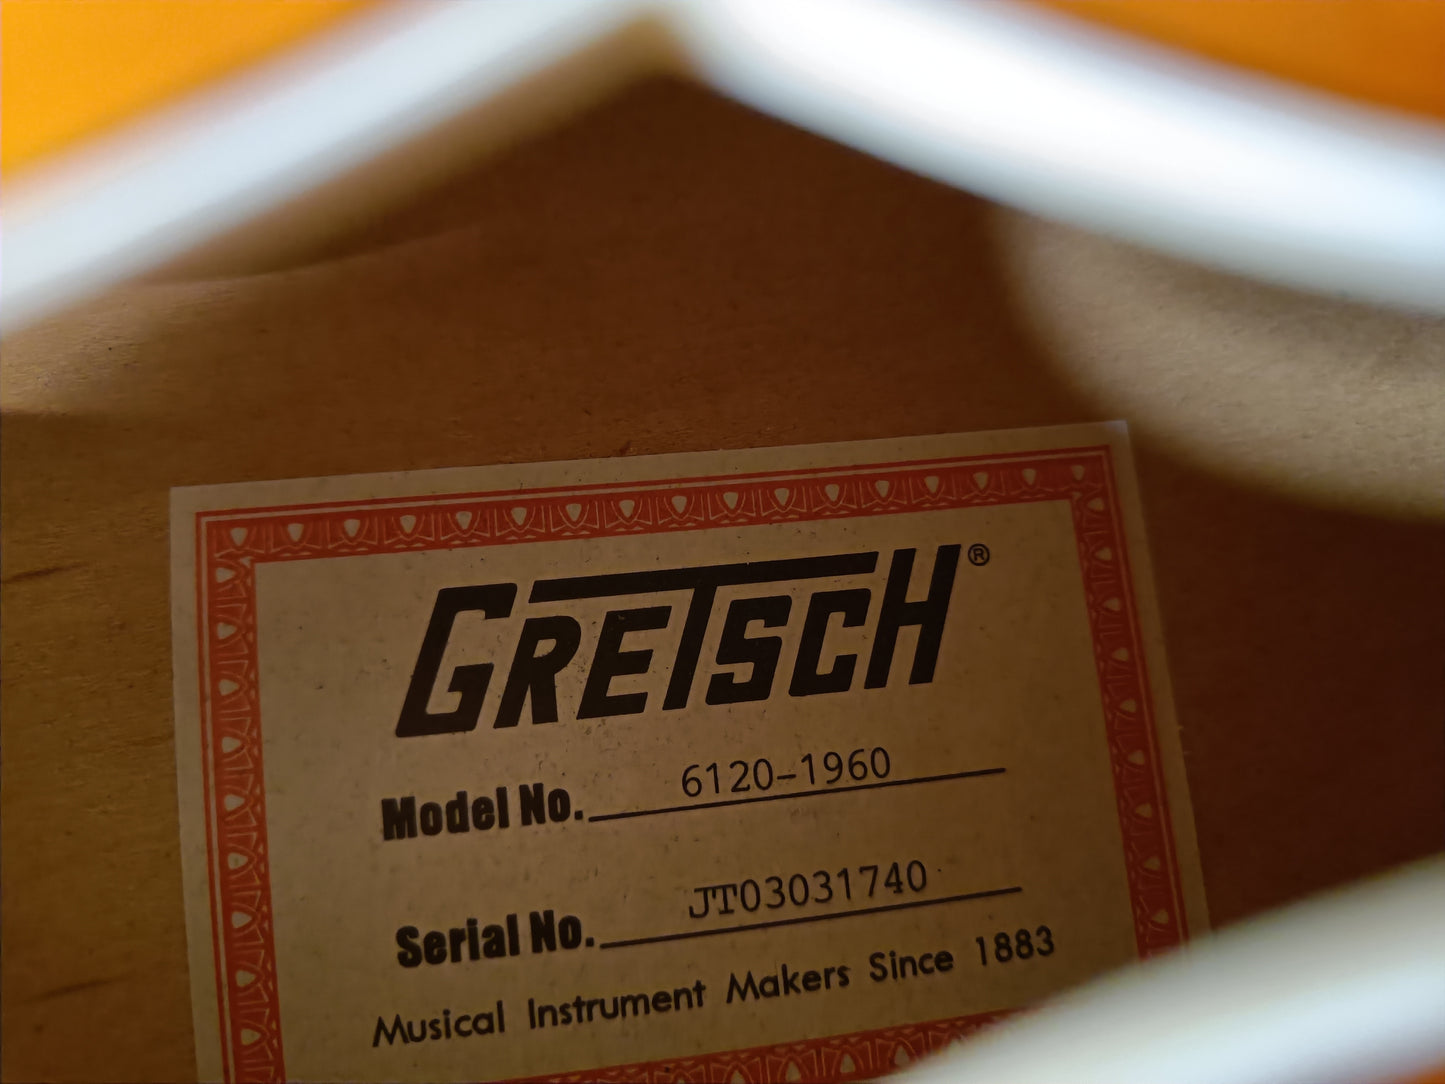 GRETSCH®
Model No. 6120-1960
Serial No. JT03031740
Musical Instrument Makers Since 1883